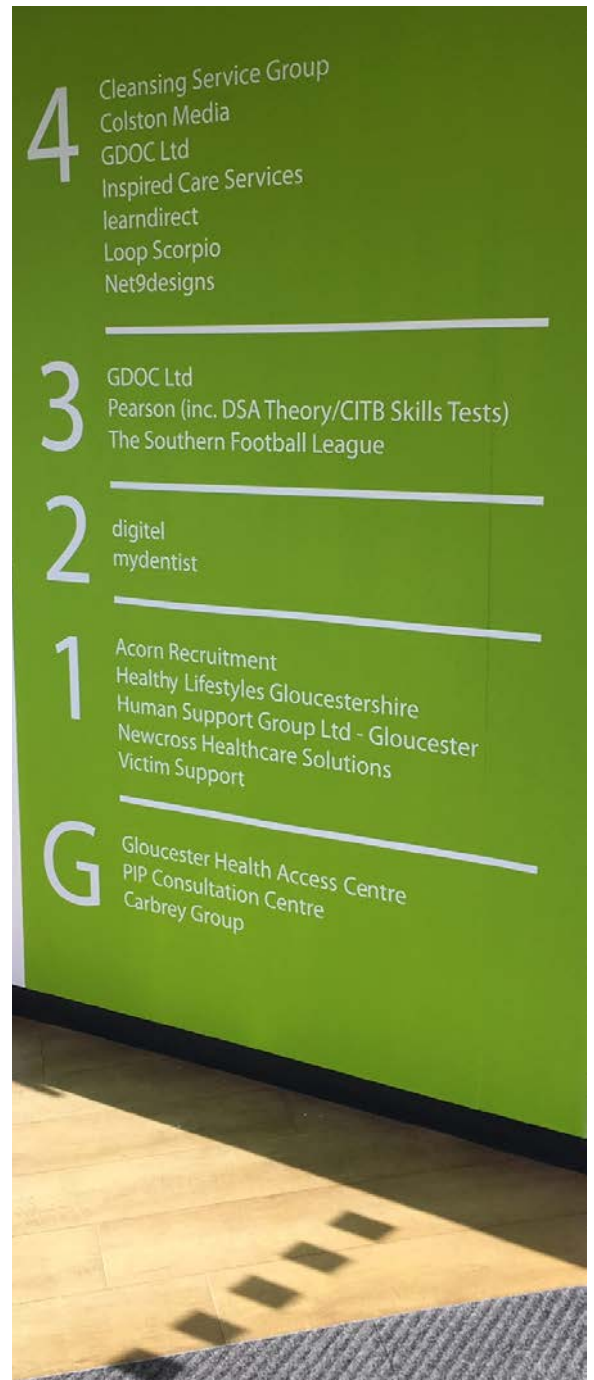 4
Cleansing Service Group
Colston Media
GDOC Ltd
Inspired Care Services
learndirect
Loop Scorpio
Net9designs
3
GDOC Ltd
Pearson (inc. DSA Theory/CITB Skills Tests)
The Southern Football League
2
digitel
mydentist
1
Acorn Recruitment
Healthy Lifestyles Gloucestershire
Human Support Group Ltd - Gloucester
Newcross Healthcare Solutions
Victim Support
G
Gloucester Health Access Centre
PIP Consultation Centre
Carbrey Group